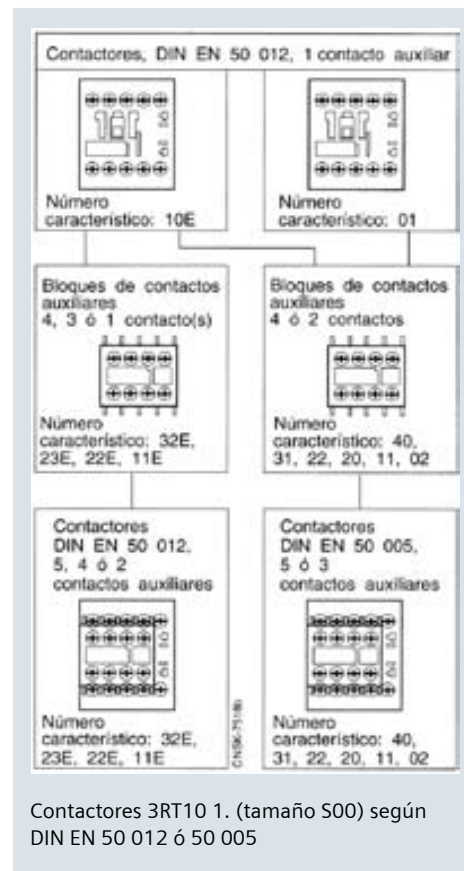 Contactores, DIN EN 50 012, 1 contacto auxiliar
Número
característico: 10E
Número
característico: 01
Bloques de contactos
auxiliares
4, 3 ó 1 contacto(s)
Número
característico: 32E,
23E, 22E, 11E
Bloques de contactos
auxiliares
4 ó 2 contactos
Número
característico: 40,
31, 22, 20, 11, 02
Contactores
DIN EN 50 012,
5, 4 ó 2
contactos auxiliares
Número
característico: 32E,
23E, 22E, 11E
Contactores
DIN EN 50 005,
5 ó 3
contactos auxiliares
Número
característico: 40,
31, 22, 20, 11, 02
Contactores 3RT10 1. (tamaño S00) según
DIN EN 50 012 ó 50 005